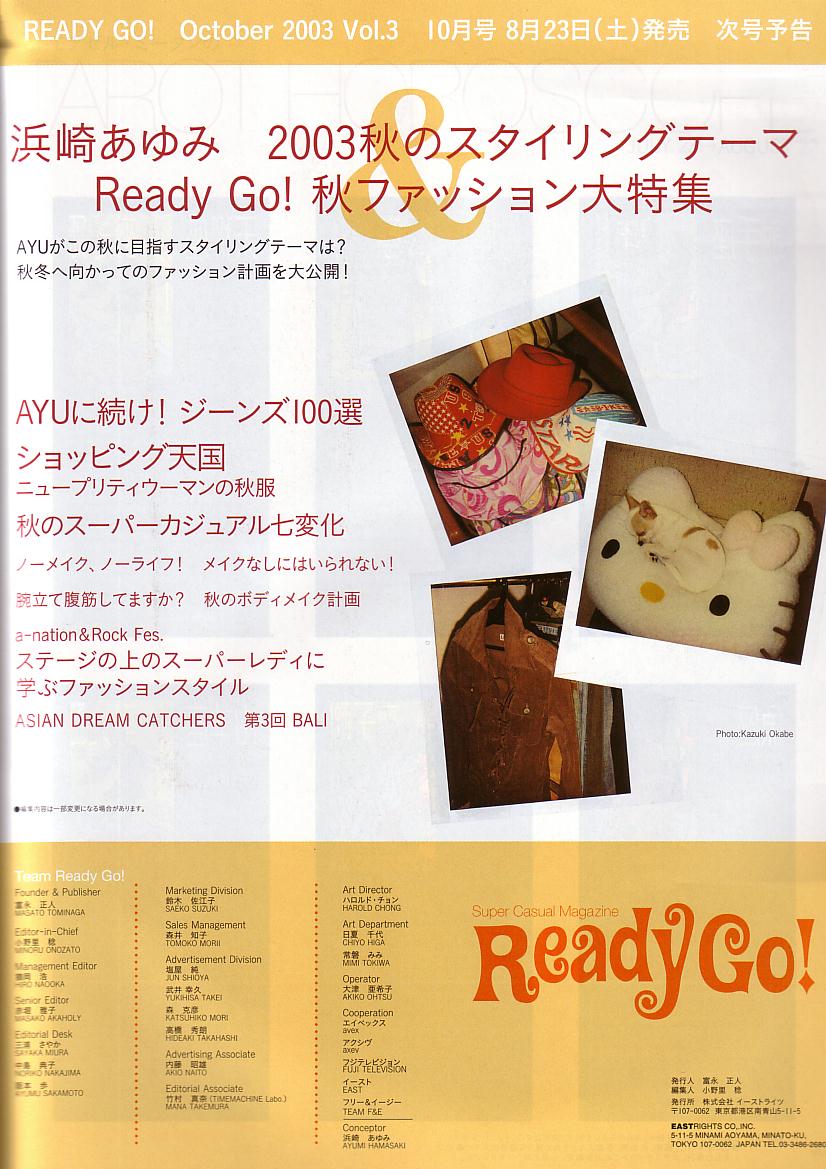 READY GO! October 2003 Vol.3 10月号 8月23日(土)発売 次号予告
&
浜崎あゆみ 2003秋のスタイリングテーマ
Ready Go! 秋ファッション大特集
AYUがこの秋に目指すスタイリングテーマは？
秋冬へ向かってのファッション計画を大公開！
AYUに続け！ジーンズ100選
ショッピング天国
ニュープリティウーマンの秋服
秋のスーパーカジュアル七変化
ノーメイク、ノーライフ！ メイクなしにはいられない！
腕立て腹筋してますか？ 秋のボディメイク計画
a-nation&Rock Fes.
ステージの上のスーパーレディに
学ぶファッションスタイル
ASIAN DREAM CATCHERS 第3回 BALI
Photo:Kazuki Okabe
●編集内容は一部変更になる場合があります。
Team Ready Go!
Founder & Publisher
富永 正人
MASATO TOMINAGA
Editor-in-Chief
小野里 稔
MINORU ONOZATO
Management Editor
猶岡 浩
HIRO NAOOKA
Senior Editor
赤堀 雅子
MASAKO AKAHOLY
Editorial Desk
三浦 さやか
SAYAKA MIURA
中島 典子
NORIKO NAKAJIMA
阪本 歩
AYUMU SAKAMOTO
Marketing Division
鈴木 佐江子
SAEKO SUZUKI
Sales Management
森井 知子
TOMOKO MORII
Advertisement Division
塩屋 純
JUN SHIOYA
武井 幸久
YUKIHISA TAKEI
森 克彦
KATSUHIKO MORI
高橋 秀朗
HIDEAKI TAKAHASHI
Advertising Associate
内藤 昭雄
AKIO NAITO
Editorial Associate
竹村 真奈 (TIMEMACHINE Labo.)
MANA TAKEMURA
Art Director
ハロルド・チョン
HAROLD CHONG
Art Department
日夏 千代
CHIYO HIGA
常磐 みみ
MIMI TOKIWA
Operator
大津 亜希子
AKIKO OHTSU
Cooperation
エイベックス
avex
アクシヴ
axev
フジテレビジョン
FUJI TELEVISION
イースト
EAST
フリー&イージー
TEAM F&E
Conceptor
浜崎 あゆみ
AYUMI HAMASAKI
Super Casual Magazine
Ready Go!
発行人 富永 正人
編集人 小野里 稔
発行所 株式会社 イーストライツ
〒107-0062 東京都港区南青山5-11-5
EASTRIGHTS CO.,INC.
5-11-5 MINAMI AOYAMA, MINATO-KU,
TOKYO 107-0062 JAPAN TEL.03-3486-2680